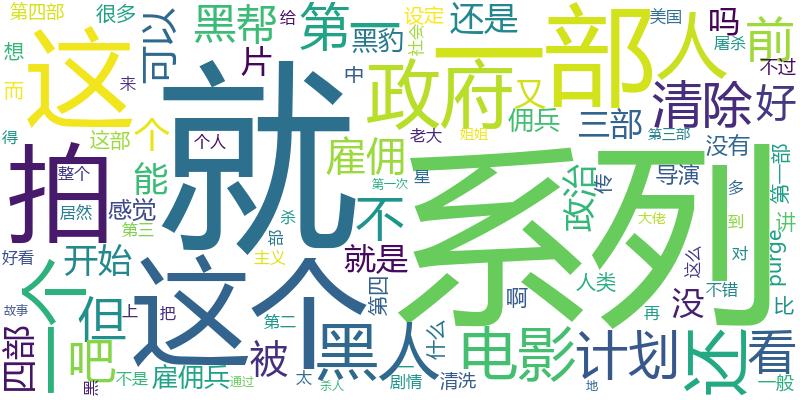 第四部
很多
黑帮
给
第一
设定
还是
美国
吗
前
想
而
这
可以
片
黑豹
社会
一部
人
屠杀
不过
来
中
政府
又
清除
好
得
这部
个
个人
就
雇佣
佣兵
三部
没有
第三部
拍
整个
能
老大
姐姐
系列
第一部
居然
感觉
第一次
星
政治
传
导演
多
讲
第三
杀
不
大佬
到
好看
开始
主义
就是
人类
这么
对
purge
一个
但
这个
第四
啊
没
不错
比
故事
上
把
第二
再
四部
吧
被
黑人
什么
电影
计划
还
看
不是
雇佣兵
通过
太
杀人
剧情
清洗
地
一般